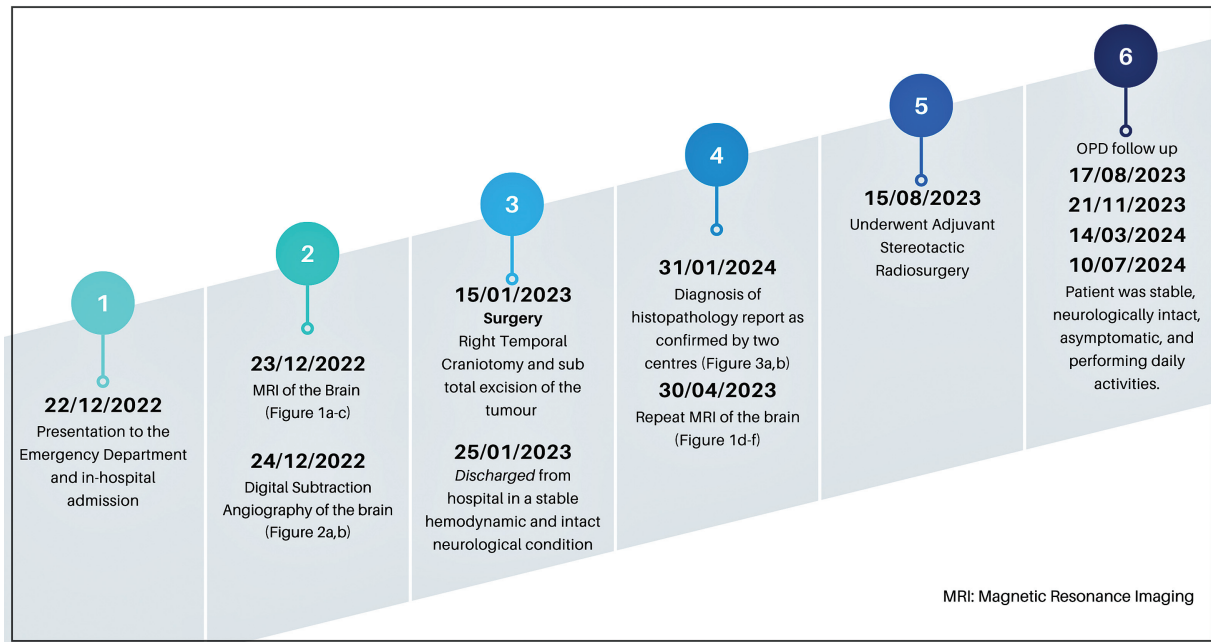 1
22/12/2022
Presentation to the
Emergency Department
and in-hospital
admission
2
23/12/2022
MRI of the Brain
(Figure 1a-c)
24/12/2022
Digital Subtraction
Angiography of the brain
(Figure 2a,b)
3
15/01/2023
Surgery
Right Temporal
Craniotomy and sub
total excision of the
tumour
25/01/2023
Discharged from
hospital in a stable
hemodynamic and intact
neurological condition
4
31/01/2024
Diagnosis of
histopathology report as
confirmed by two
centres (Figure 3a,b)
30/04/2023
Repeat MRI of the brain
(Figure 1d-f)
5
15/08/2023
Underwent Adjuvant
Stereotactic
Radiosurgery
6
OPD follow up
17/08/2023
21/11/2023
14/03/2024
10/07/2024
Patient was stable,
neurologically intact,
asymptomatic, and
performing daily
activities.
MRI: Magnetic Resonance Imaging